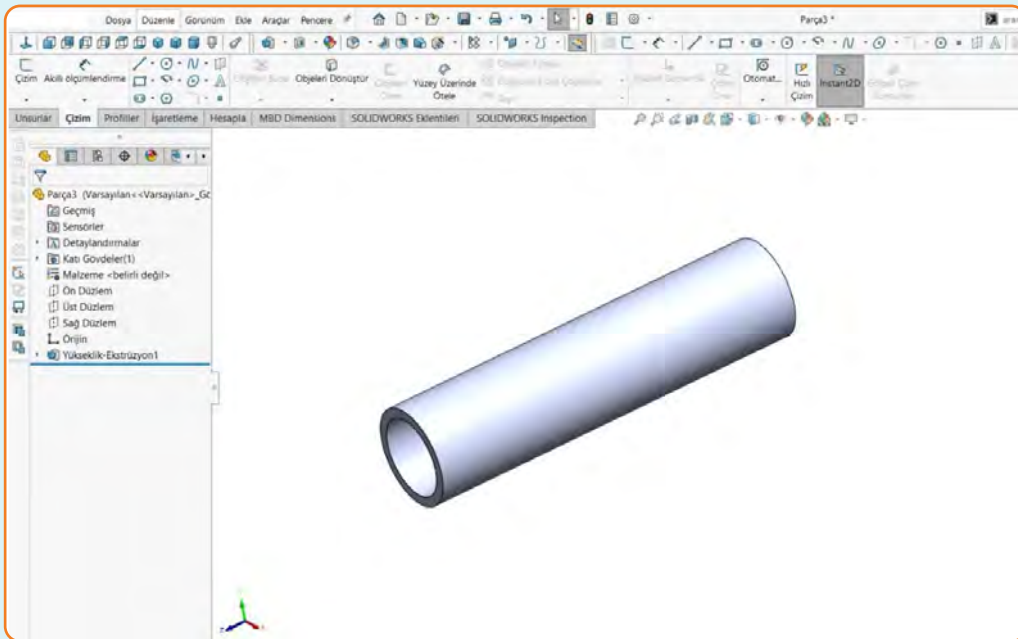 Dosya Düzenle Görünüm Ekle Araçlar Pencere
Parça3 *
Çizim Akıllı ölçümlendirme
Objeleri Dönüştür
Yüzey Üzerinde Ötele
Otomat...
Hızlı Çizim
Instant2D
Unsurlar Çizim Profiller İşaretleme Hesapla MBD Dimensions SOLIDWORKS Eklentileri SOLIDWORKS Inspection
Parça3 (Varsayılan<<Varsayılan>_Gö
Geçmiş
Sensörler
Detaylandırmalar
Katı Gövdeler(1)
Malzeme <belirli değil>
Ön Düzlem
Üst Düzlem
Sağ Düzlem
Orijin
Yükseklik-Ekstrüzyon1